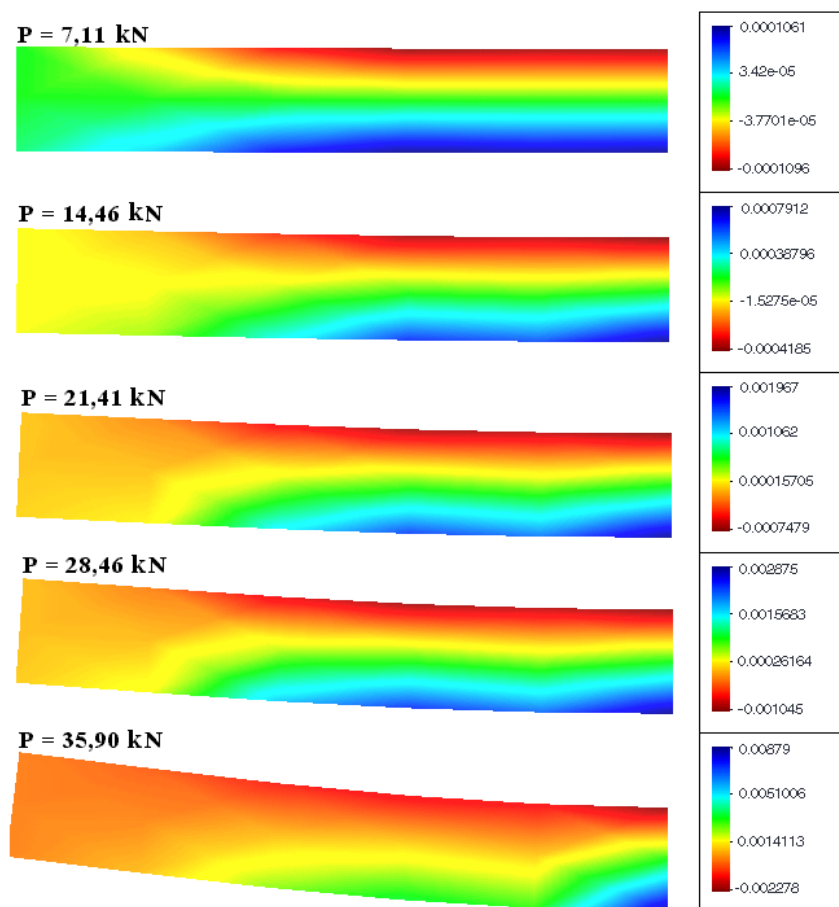 P = 7,11 kN
0.0001061
3.42e-05
-3.7701e-05
-0.0001096
P = 14,46 kN
0.0007912
0.00038796
-1.5275e-05
-0.0004185
P = 21,41 kN
0.001967
0.001062
0.00015705
-0.0007479
P = 28,46 kN
0.002875
0.0015683
0.00026164
-0.001045
P = 35,90 kN
0.00879
0.0051006
0.0014113
-0.002278